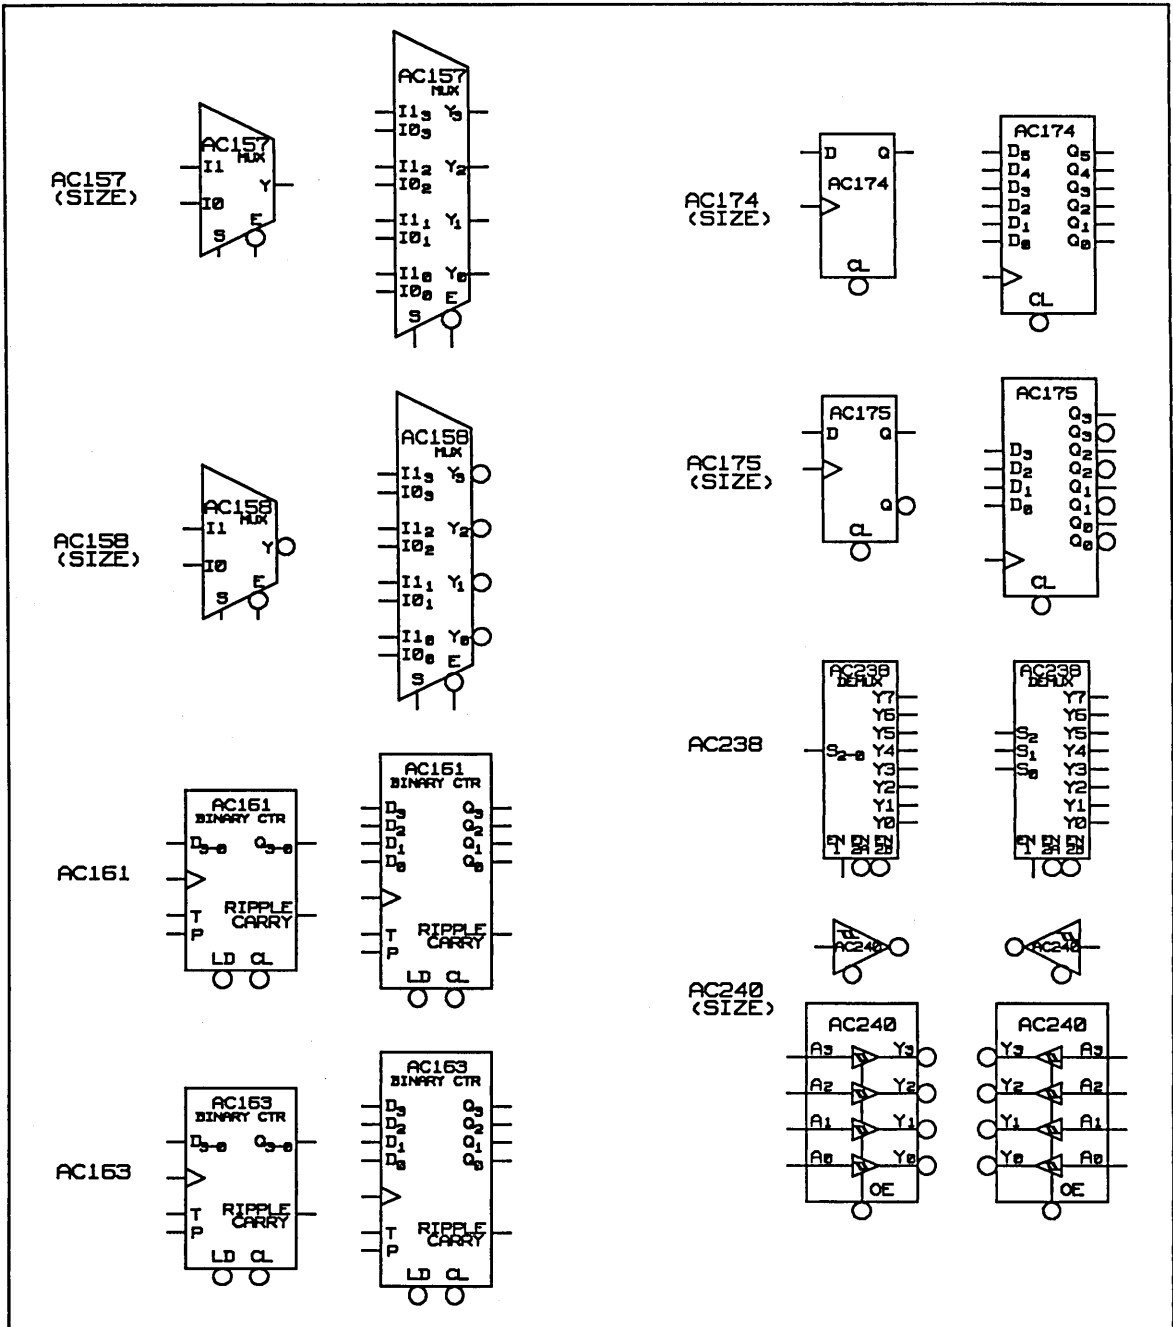 AC157
(SIZE)
AC157
MUX
I1
I0
Y
S
E
AC157
MUX
I1₃ Y₃
I0₃
I1₂ Y₂
I0₂
I1₁ Y₁
I0₁
I1₀ Y₀
I0₀
S
E
AC158
(SIZE)
AC158
MUX
I1
I0
Y
S
E
AC158
MUX
I1₃ Y₃
I0₃
I1₂ Y₂
I0₂
I1₁ Y₁
I0₁
I1₀ Y₀
I0₀
S
E
AC161
AC161
BINARY CTR
D₃₋₀ Q₃₋₀
T RIPPLE
P CARRY
LD CL
AC161
BINARY CTR
D₃ Q₃
D₂ Q₂
D₁ Q₁
D₀ Q₀
T RIPPLE
P CARRY
LD CL
AC163
AC163
BINARY CTR
D₃₋₀ Q₃₋₀
T RIPPLE
P CARRY
LD CL
AC163
BINARY CTR
D₃ Q₃
D₂ Q₂
D₁ Q₁
D₀ Q₀
T RIPPLE
P CARRY
LD CL
AC174
(SIZE)
D Q
AC174
CL
AC174
D₅ Q₅
D₄ Q₄
D₃ Q₃
D₂ Q₂
D₁ Q₁
D₀ Q₀
CL
AC175
(SIZE)
AC175
D Q
Q
CL
AC175
Q₃
Q₃
D₃ Q₂
D₂ Q₂
D₁ Q₁
D₀ Q₁
Q₀
Q₀
CL
AC238
AC238
DEMUX
Y7
Y6
Y5
S₂₋₀ Y4
Y3
Y2
Y1
Y0
EN EN EN
1 2A 2B
AC238
DEMUX
Y7
Y6
S₂ Y5
S₁ Y4
S₀ Y3
Y2
Y1
Y0
EN EN EN
1 2A 2B
AC240
(SIZE)
AC240
AC240
AC240
A3 Y3
A2 Y2
A1 Y1
A0 Y0
OE
AC240
Y3 A3
Y2 A2
Y1 A1
Y0 A0
OE